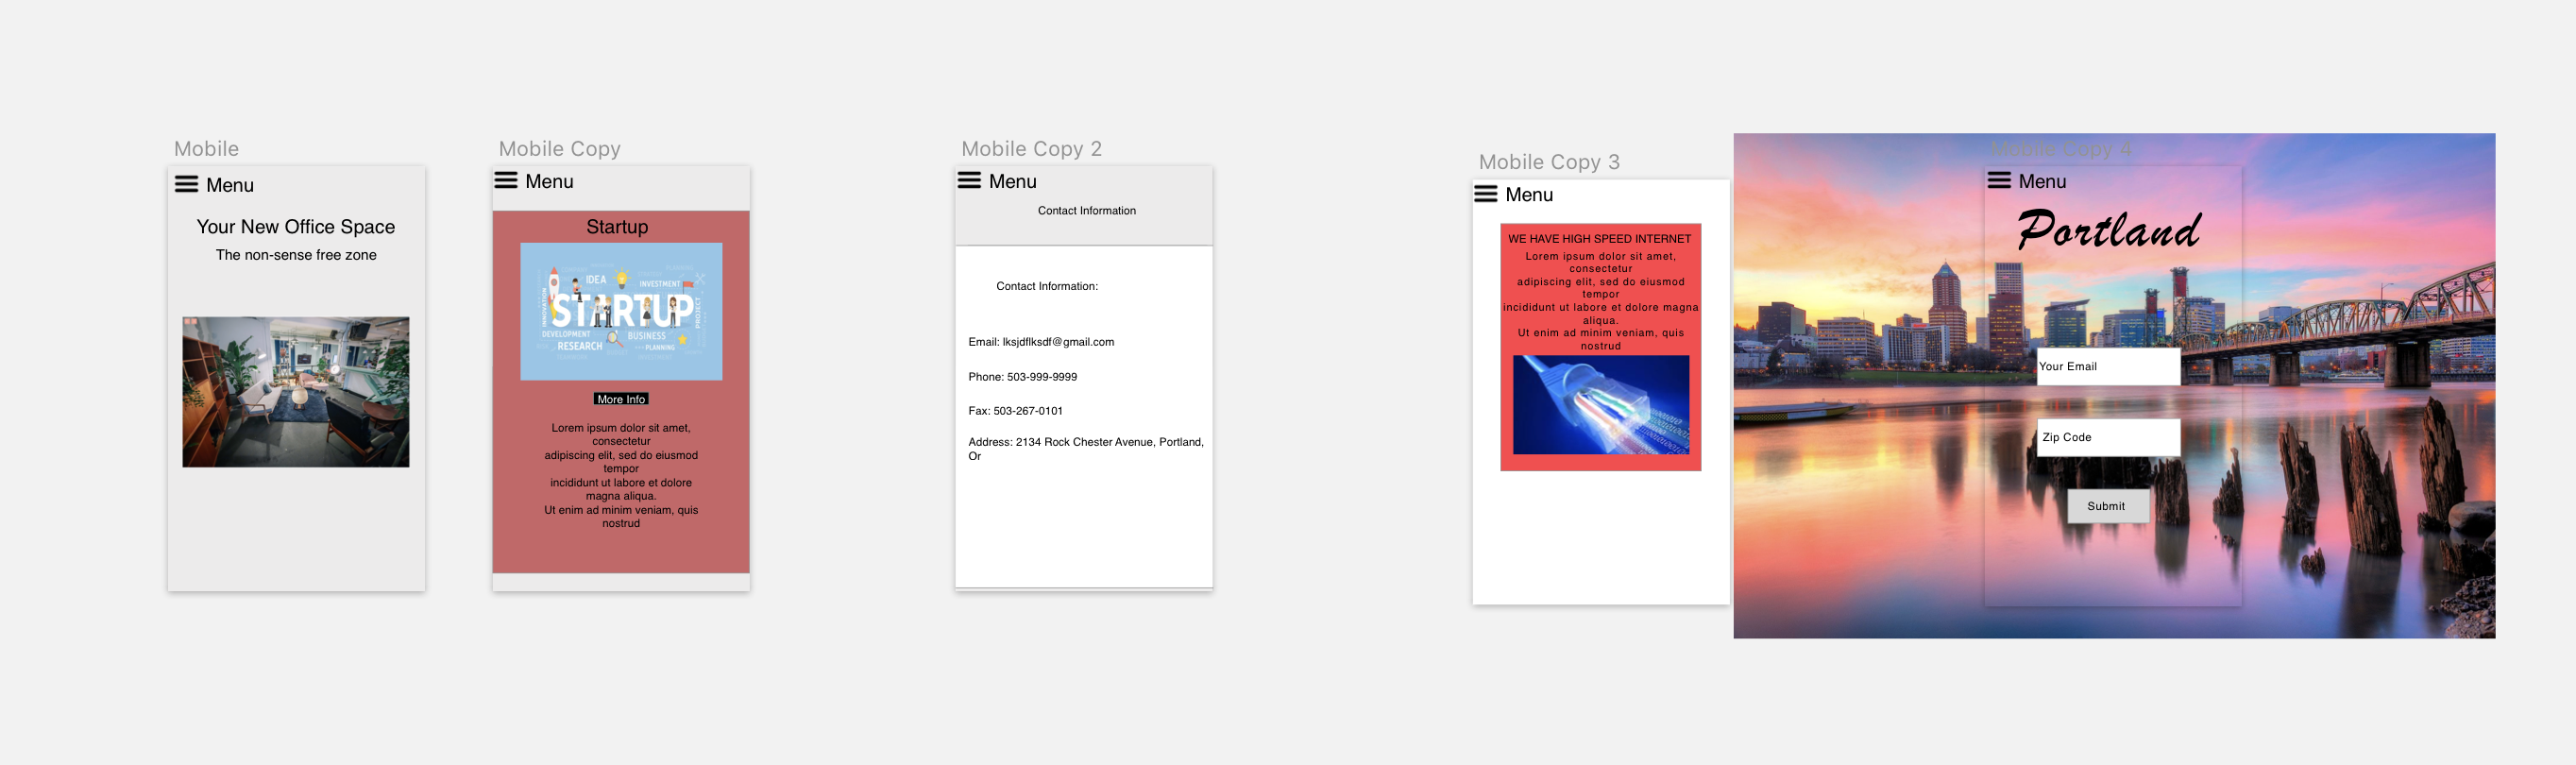 Mobile
Menu
Your New Office Space
The non-sense free zone
Mobile Copy
Menu
Startup
IDEA
INVESTMENT
INNOVATION
STARTUP
PROJECT
DEVELOPMENT
BUSINESS
RESEARCH
PLANNING
More Info
Lorem ipsum dolor sit amet,
consectetur
adipiscing elit, sed do eiusmod
tempor
incididunt ut labore et dolore
magna aliqua.
Ut enim ad minim veniam, quis
nostrud
Mobile Copy 2
Menu
Contact Information
Contact Information:
Email: lksjdflksdf@gmail.com
Phone: 503-999-9999
Fax: 503-267-0101
Address: 2134 Rock Chester Avenue, Portland,
Or
Mobile Copy 3
Menu
WE HAVE HIGH SPEED INTERNET
Lorem ipsum dolor sit amet,
consectetur
adipiscing elit, sed do eiusmod
tempor
incididunt ut labore et dolore magna
aliqua.
Ut enim ad minim veniam, quis
nostrud
Mobile Copy 4
Menu
Portland
Your Email
Zip Code
Submit